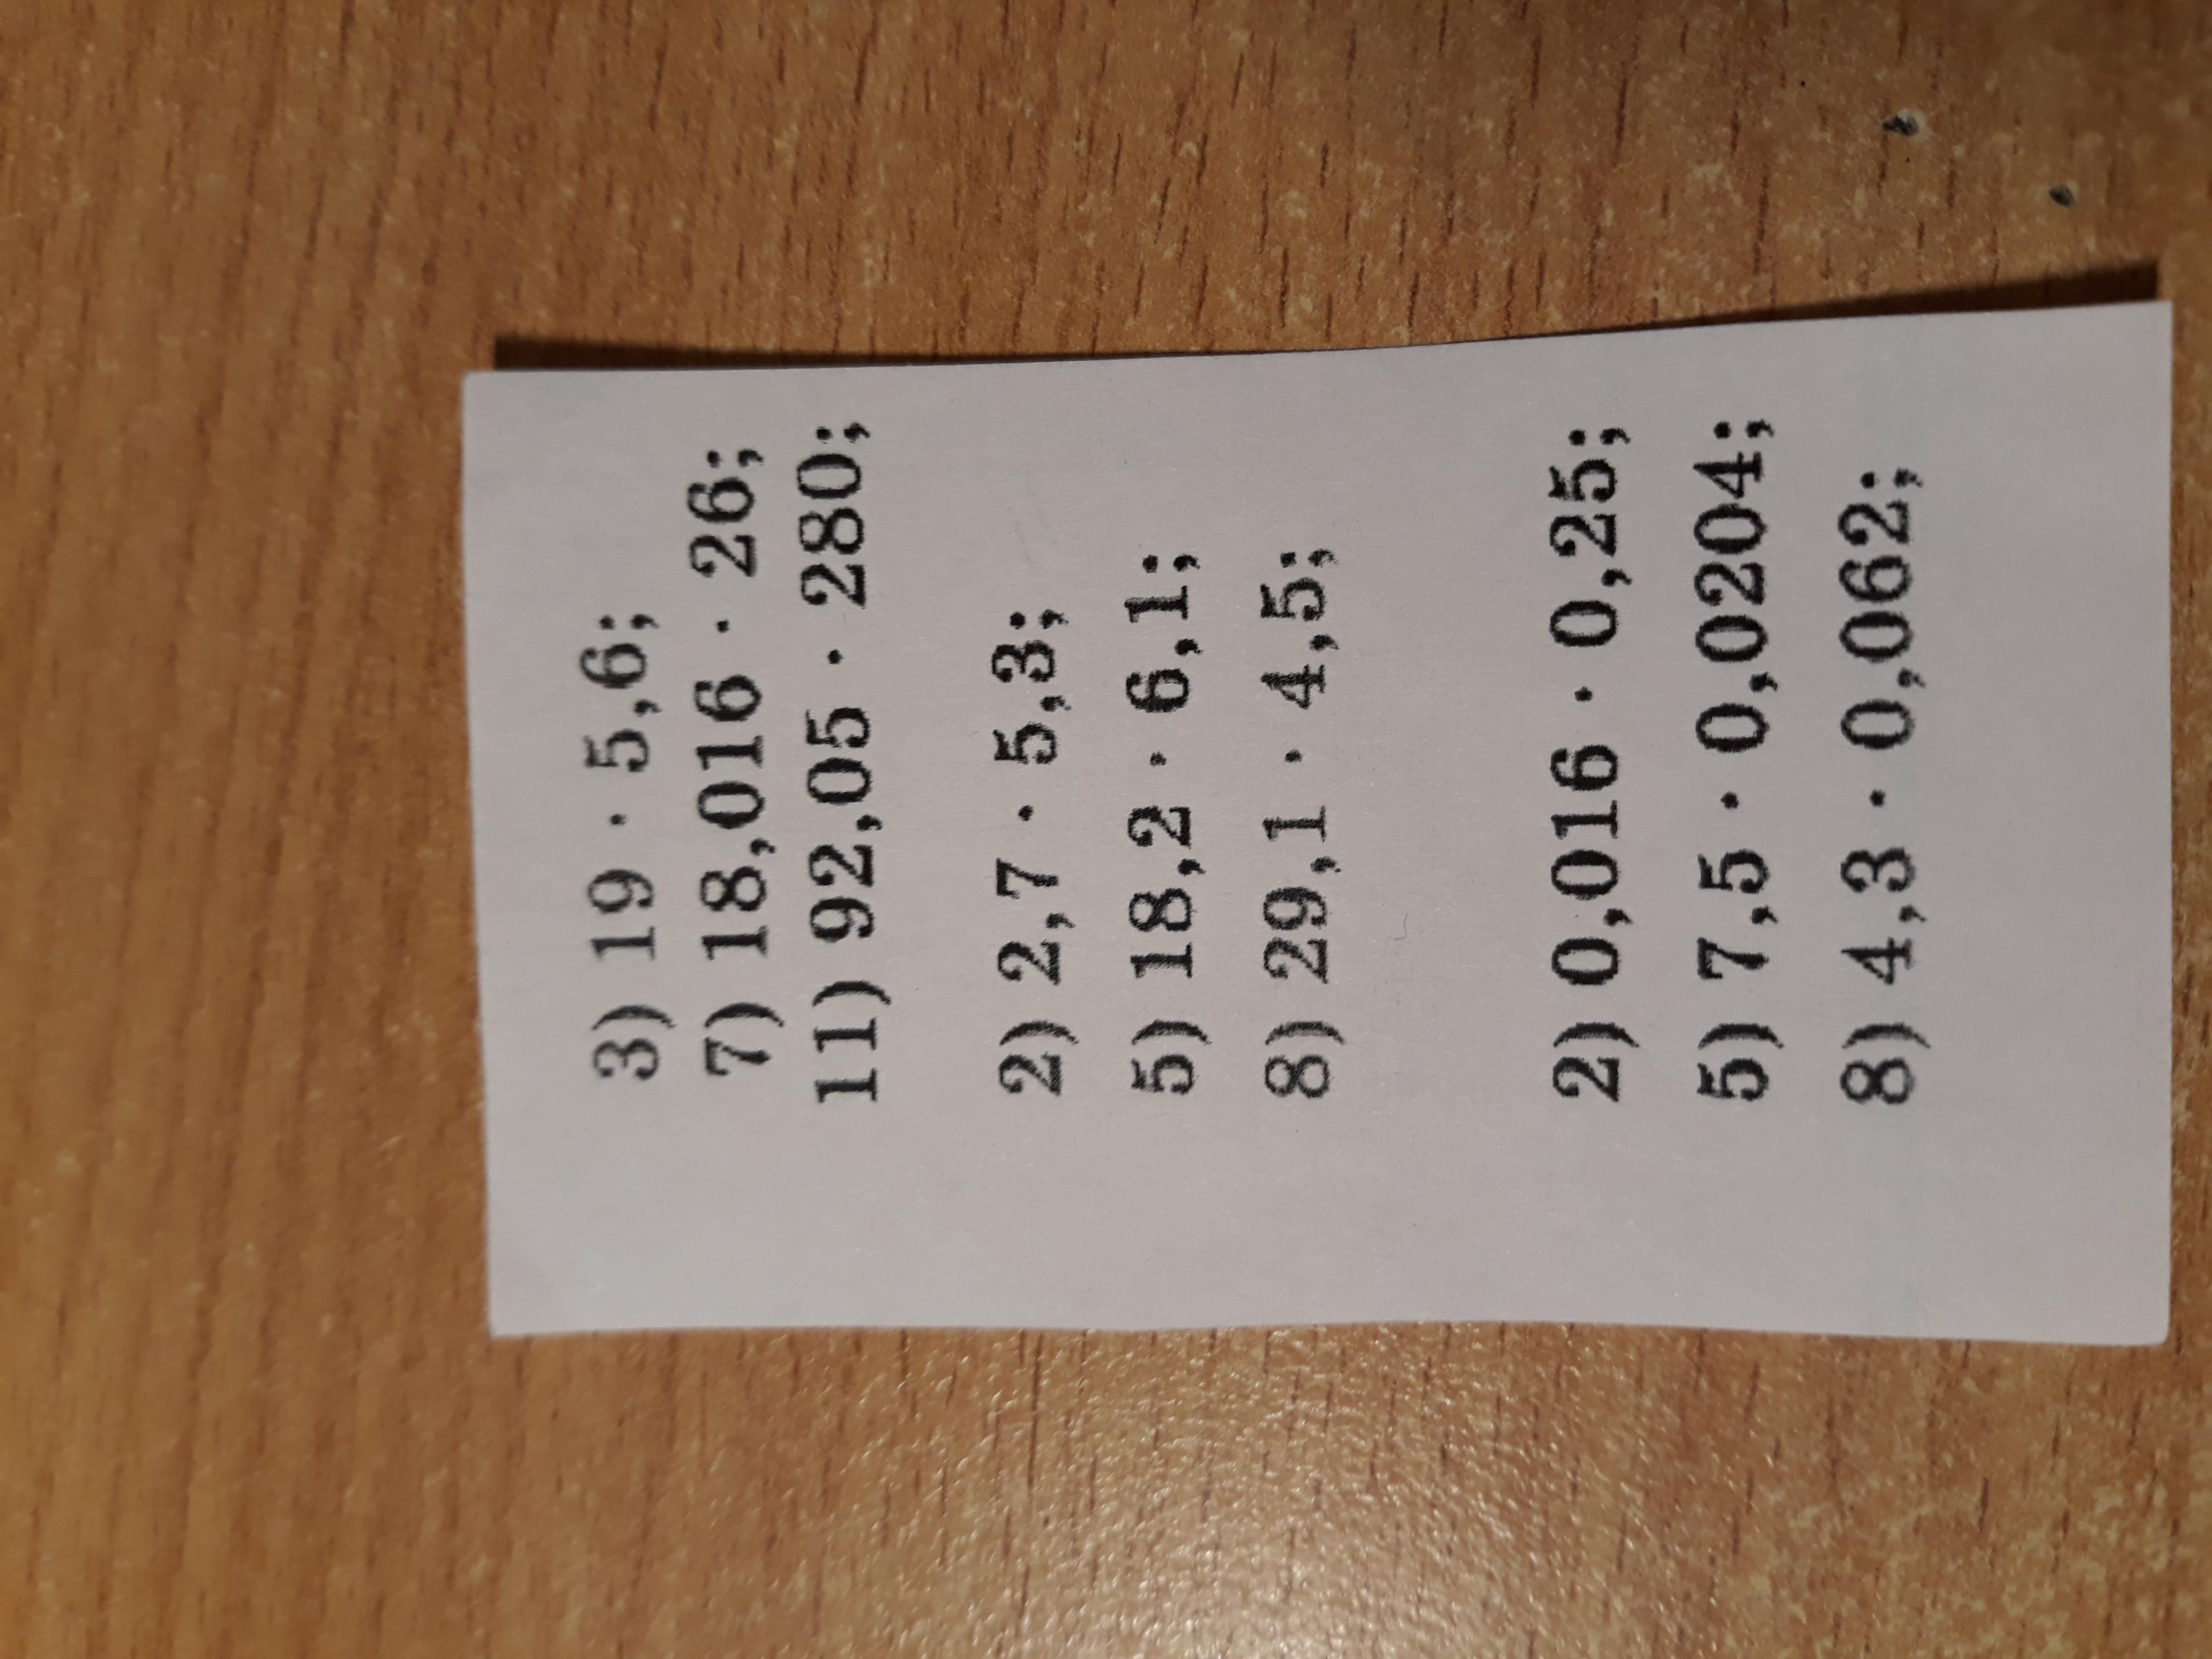 3) 19 · 5,6;
7) 18,016 · 26;
11) 92,05 · 280;
2) 2,7 · 5,3;
5) 18,2 · 6,1;
8) 29,1 · 4,5;
2) 0,016 · 0,25;
5) 7,5 · 0,0204;
8) 4,3 · 0,062;